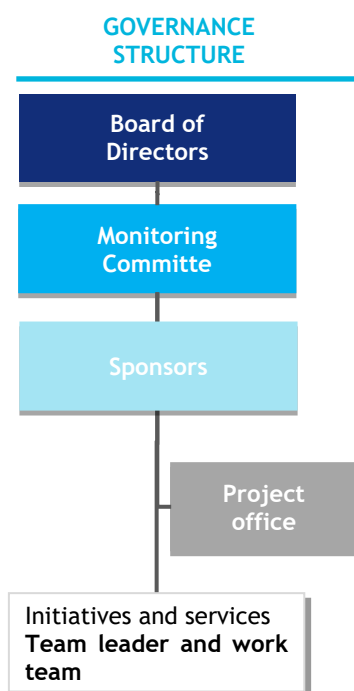 GOVERNANCE
STRUCTURE
Board of
Directors
Monitoring
Committe
Sponsors
Project
office
Initiatives and services
Team leader and work
team